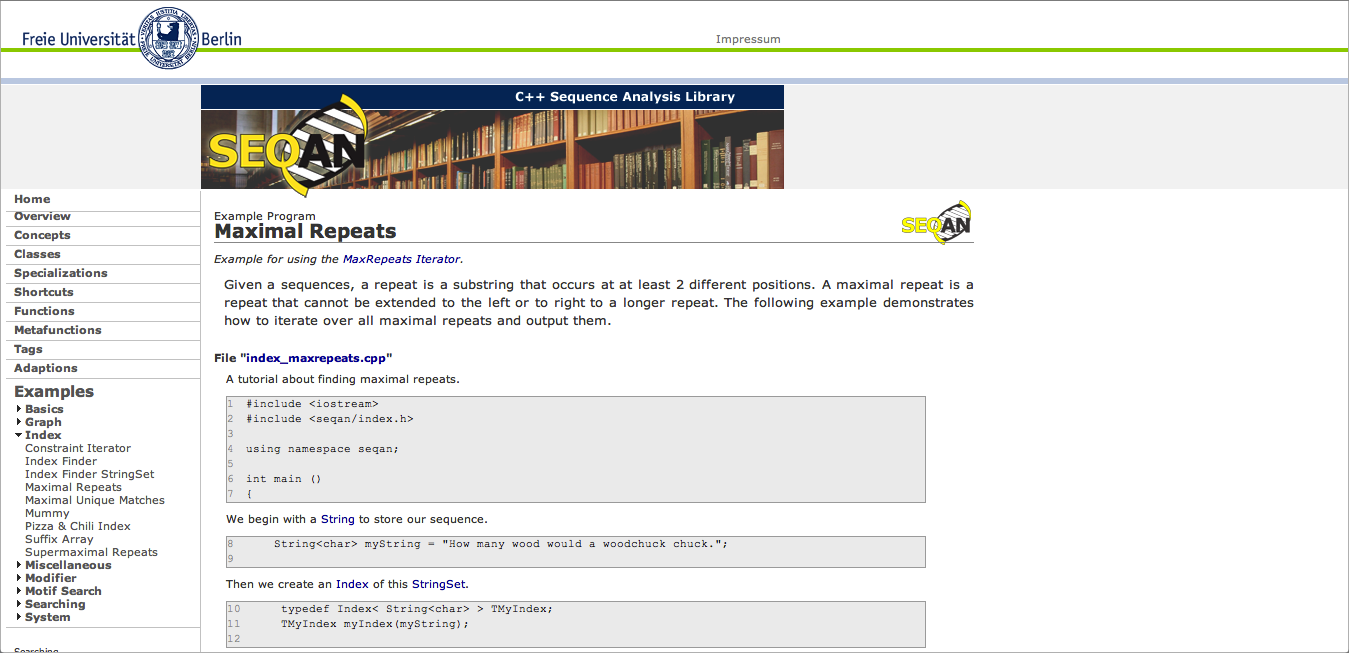 Freie Universität Berlin
VERITAS IUSTITIA LIBERTAS
FREIE UNIVERSITÄT BERLIN
Impressum
C++ Sequence Analysis Library
SEQAN
Home
Overview
Concepts
Classes
Specializations
Shortcuts
Functions
Metafunctions
Tags
Adaptions
Examples
Basics
Graph
Index
Constraint Iterator
Index Finder
Index Finder StringSet
Maximal Repeats
Maximal Unique Matches
Mummy
Pizza & Chili Index
Suffix Array
Supermaximal Repeats
Miscellaneous
Modifier
Motif Search
Searching
System
Searching
Example Program
Maximal Repeats
SEQAN
Example for using the MaxRepeats Iterator.
Given a sequences, a repeat is a substring that occurs at at least 2 different positions. A maximal repeat is a
repeat that cannot be extended to the left or to right to a longer repeat. The following example demonstrates
how to iterate over all maximal repeats and output them.
File "index_maxrepeats.cpp"
A tutorial about finding maximal repeats.
1 #include <iostream>
2 #include <seqan/index.h>
3
4 using namespace seqan;
5
6 int main ()
7 {
We begin with a String to store our sequence.
8 String<char> myString = "How many wood would a woodchuck chuck.";
9
Then we create an Index of this StringSet.
10 typedef Index< String<char> > TMyIndex;
11 TMyIndex myIndex(myString);
12